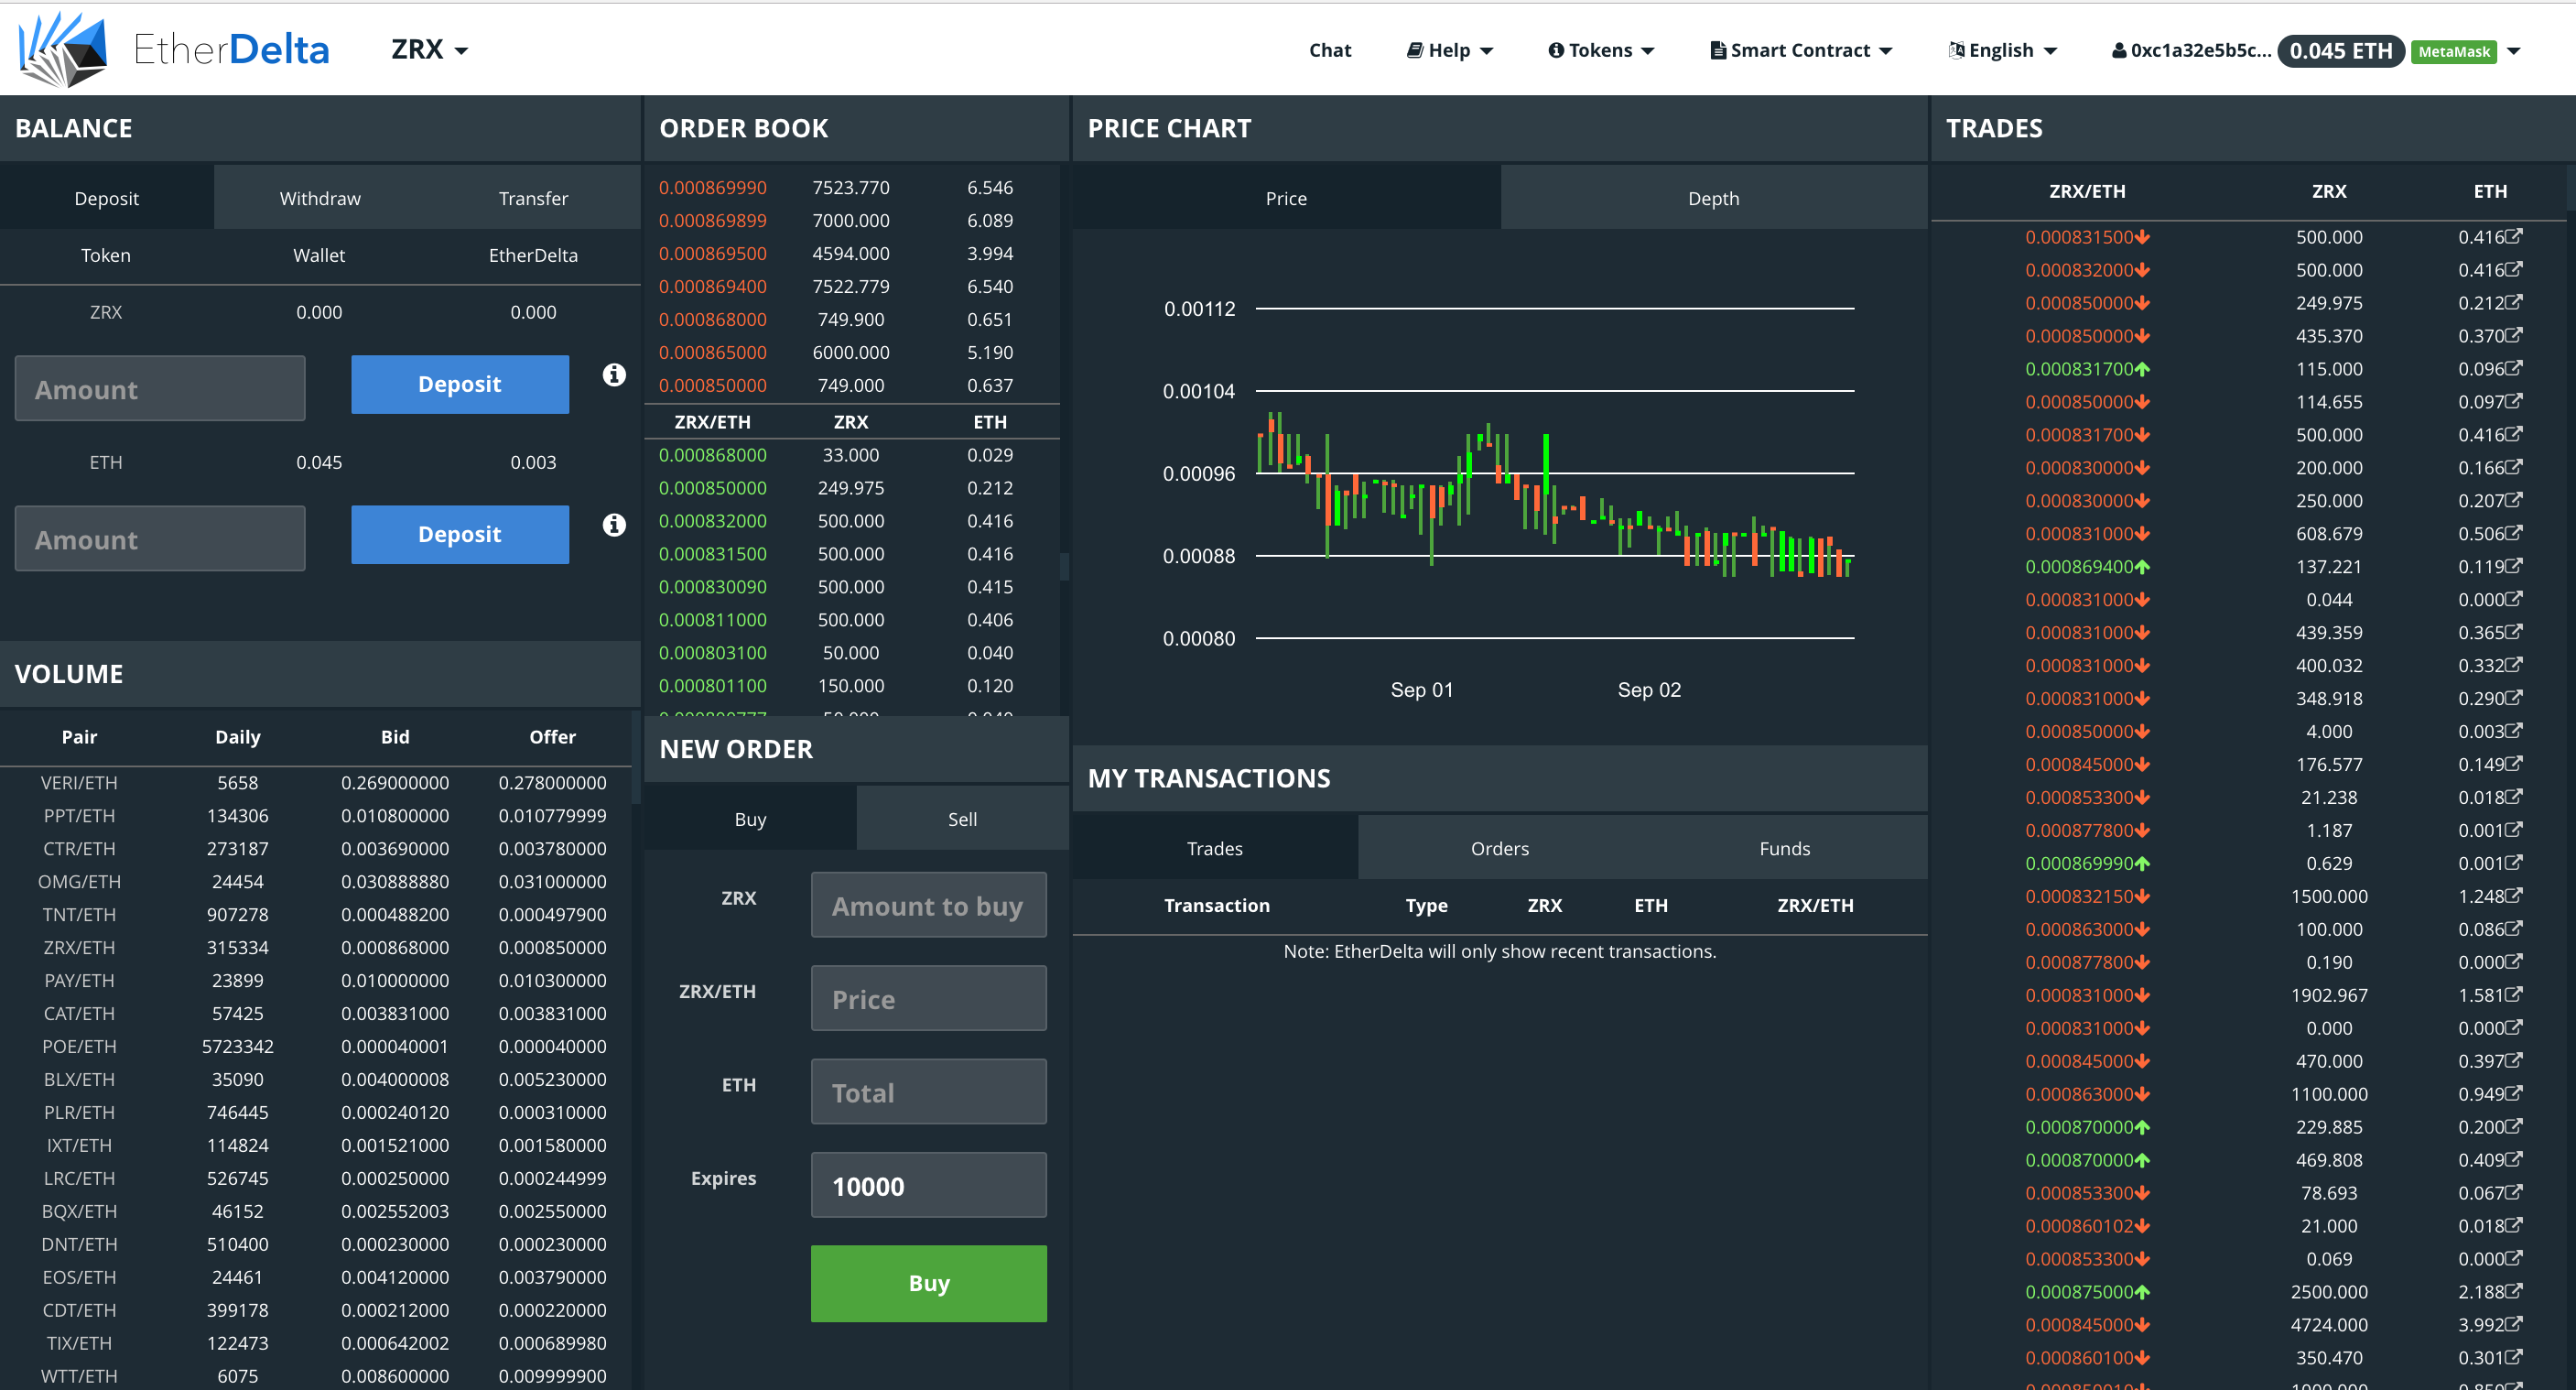 EtherDelta ZRX Chat Help Tokens Smart Contract English 0xc1a32e5b5c... 0.045 ETH MetaMask
BALANCE
Deposit Withdraw Transfer
Token Wallet EtherDelta
ZRX 0.000 0.000
Amount Deposit
ETH 0.045 0.003
Amount Deposit
VOLUME
Pair Daily Bid Offer
VERI/ETH 5658 0.269000000 0.278000000
PPT/ETH 134306 0.010800000 0.010779999
CTR/ETH 273187 0.003690000 0.003780000
OMG/ETH 24454 0.030888880 0.031000000
TNT/ETH 907278 0.000488200 0.000497900
ZRX/ETH 315334 0.000868000 0.000850000
PAY/ETH 23899 0.010000000 0.010300000
CAT/ETH 57425 0.003831000 0.003831000
POE/ETH 5723342 0.000040001 0.000040000
BLX/ETH 35090 0.004000008 0.005230000
PLR/ETH 746445 0.000240120 0.000310000
IXT/ETH 114824 0.001521000 0.001580000
LRC/ETH 526745 0.000250000 0.000244999
BQX/ETH 46152 0.002552003 0.002550000
DNT/ETH 510400 0.000230000 0.000230000
EOS/ETH 24461 0.004120000 0.003790000
CDT/ETH 399178 0.000212000 0.000220000
TIX/ETH 122473 0.000642002 0.000689980
WTT/ETH 6075 0.008600000 0.009999900
ORDER BOOK
0.000869990 7523.770 6.546
0.000869899 7000.000 6.089
0.000869500 4594.000 3.994
0.000869400 7522.779 6.540
0.000868000 749.900 0.651
0.000865000 6000.000 5.190
0.000850000 749.000 0.637
ZRX/ETH ZRX ETH
0.000868000 33.000 0.029
0.000850000 249.975 0.212
0.000832000 500.000 0.416
0.000831500 500.000 0.416
0.000830090 500.000 0.415
0.000811000 500.000 0.406
0.000803100 50.000 0.040
0.000801100 150.000 0.120
NEW ORDER
Buy Sell
ZRX Amount to buy
ZRX/ETH Price
ETH Total
Expires 10000
Buy
PRICE CHART
Price Depth
0.00112
0.00104
0.00096
0.00088
0.00080
Sep 01 Sep 02
MY TRANSACTIONS
Trades Orders Funds
Transaction Type ZRX ETH ZRX/ETH
Note: EtherDelta will only show recent transactions.
TRADES
ZRX/ETH ZRX ETH
0.000831500 500.000 0.416
0.000832000 500.000 0.416
0.000850000 249.975 0.212
0.000850000 435.370 0.370
0.000831700 115.000 0.096
0.000850000 114.655 0.097
0.000831700 500.000 0.416
0.000830000 200.000 0.166
0.000830000 250.000 0.207
0.000831000 608.679 0.506
0.000869400 137.221 0.119
0.000831000 0.044 0.000
0.000831000 439.359 0.365
0.000831000 400.032 0.332
0.000831000 348.918 0.290
0.000850000 4.000 0.003
0.000845000 176.577 0.149
0.000853300 21.238 0.018
0.000877800 1.187 0.001
0.000869990 0.629 0.001
0.000832150 1500.000 1.248
0.000863000 100.000 0.086
0.000877800 0.190 0.000
0.000831000 1902.967 1.581
0.000831000 0.000 0.000
0.000845000 470.000 0.397
0.000863000 1100.000 0.949
0.000870000 229.885 0.200
0.000870000 469.808 0.409
0.000853300 78.693 0.067
0.000860102 21.000 0.018
0.000853300 0.069 0.000
0.000875000 2500.000 2.188
0.000845000 4724.000 3.992
0.000860100 350.470 0.301